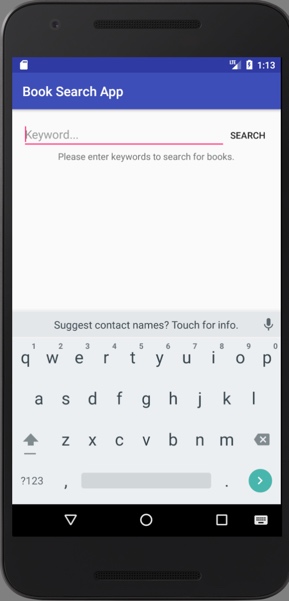 LTE 1:13
Book Search App
Keyword... SEARCH
Please enter keywords to search for books.
Suggest contact names? Touch for info.
1 2 3 4 5 6 7 8 9 0
q w e r t y u i o p
a s d f g h j k l
z x c v b n m
?123 , .